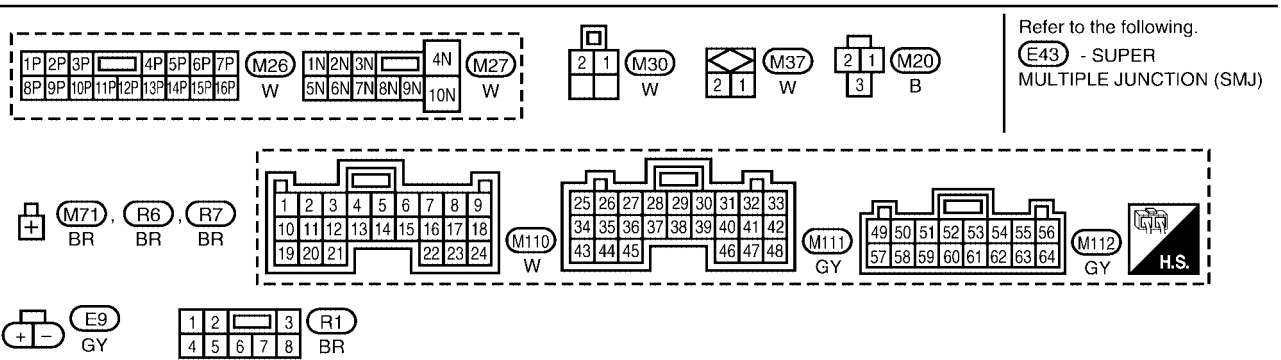 Refer to the following.
E43 - SUPER
MULTIPLE JUNCTION (SMJ)
1P 2P 3P 4P 5P 6P 7P
8P 9P 10P 11P 12P 13P 14P 15P 16P
M26
W
1N 2N 3N 4N
5N 6N 7N 8N 9N 10N
M27
W
2 1
M30
W
2 1
M37
W
2 1
3
M20
B
+
M71 , R6 , R7
BR BR BR
1 2 3 4 5 6 7 8 9
10 11 12 13 14 15 16 17 18
19 20 21 22 23 24
M110
W
25 26 27 28 29 30 31 32 33
34 35 36 37 38 39 40 41 42
43 44 45 46 47 48
M111
GY
49 50 51 52 53 54 55 56
57 58 59 60 61 62 63 64
M112
GY
H.S.
+ −
E9
GY
1 2 3
4 5 6 7 8
R1
BR